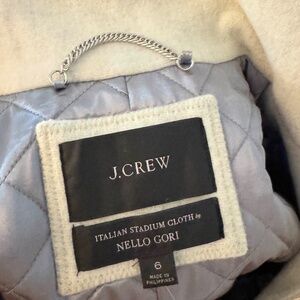 J.CREW
ITALIAN STADIUM CLOTH by
NELLO GORI
6
MADE IN
PHILIPPINES